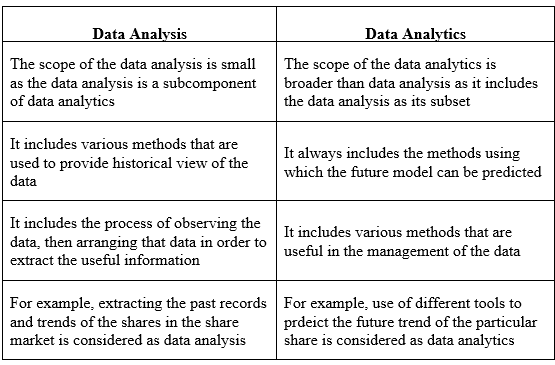 Data Analysis
Data Analytics
The scope of the data analysis is small
as the data analysis is a subcomponent
of data analytics
The scope of the data analytics is
broader than data analysis as it includes
the data analysis as its subset
It includes various methods that are
used to provide historical view of the
data
It always includes the methods using
which the future model can be predicted
It includes the process of observing the
data, then arranging that data in order to
extract the useful information
It includes various methods that are
useful in the management of the data
For example, extracting the past records
and trends of the shares in the share
market is considered as data analysis
For example, use of different tools to
prdeict the future trend of the particular
share is considered as data analytics